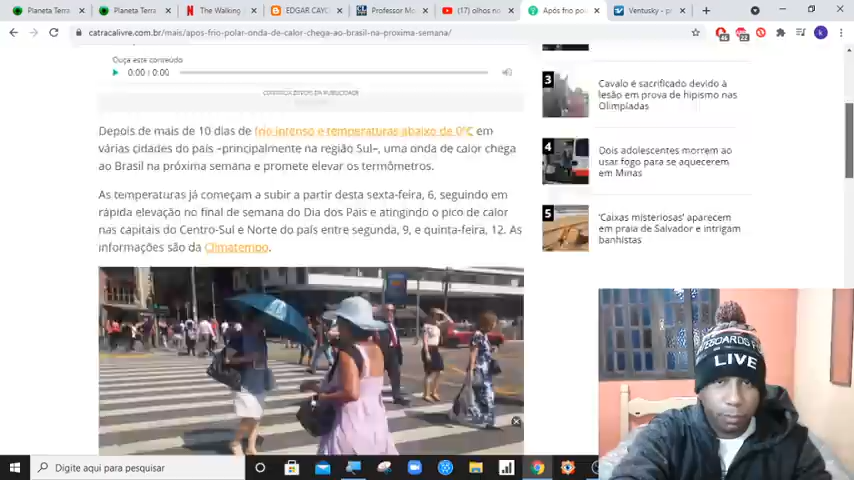 Planeta Terra
Planeta Terra
The Walking
EDGAR CAYC
Professor Mo
(17) olhos no
Após frio po
Ventusky - p
catracalivre.com.br/mais/apos-frio-polar-onda-de-calor-chega-ao-brasil-na-proxima-semana/
Ouça este conteúdo
0:00 / 0:00
CONTINUA DEPOIS DA PUBLICIDADE
Depois de mais de 10 dias de frio intenso e temperaturas abaixo de 0ºC em
várias cidades do país –principalmente na região Sul–, uma onda de calor chega
ao Brasil na próxima semana e promete elevar os termômetros.
As temperaturas já começam a subir a partir desta sexta-feira, 6, seguindo em
rápida elevação no final de semana do Dia dos Pais e atingindo o pico de calor
nas capitais do Centro-Sul e Norte do país entre segunda, 9, e quinta-feira, 12. As
informações são da Climatempo.
3
Cavalo é sacrificado devido à
lesão em prova de hipismo nas
Olimpíadas
4
Dois adolescentes morrem ao
usar fogo para se aquecerem
em Minas
5
'Caixas misteriosas' aparecem
em praia de Salvador e intrigam
banhistas
LIVE
Digite aqui para pesquisar